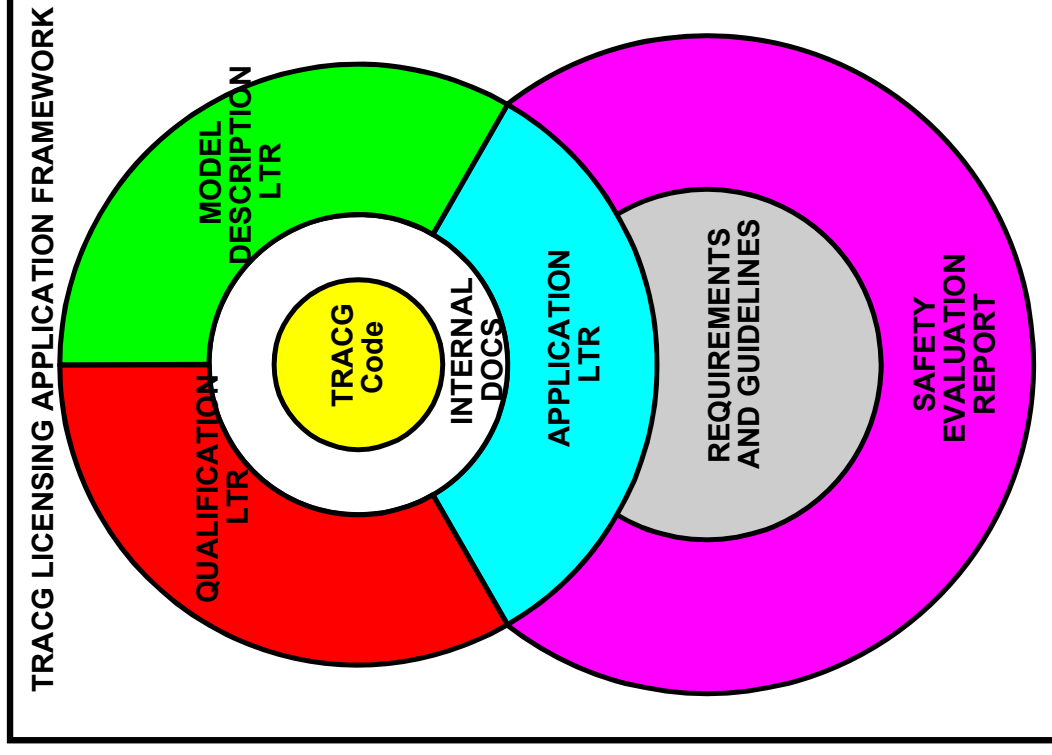 TRACG LICENSING APPLICATION FRAMEWORK
QUALIFICATION
LTR
MODEL
DESCRIPTION
LTR
TRACG
Code
INTERNAL
DOCS
APPLICATION
LTR
REQUIREMENTS
AND GUIDELINES
SAFETY
EVALUATION
REPORT